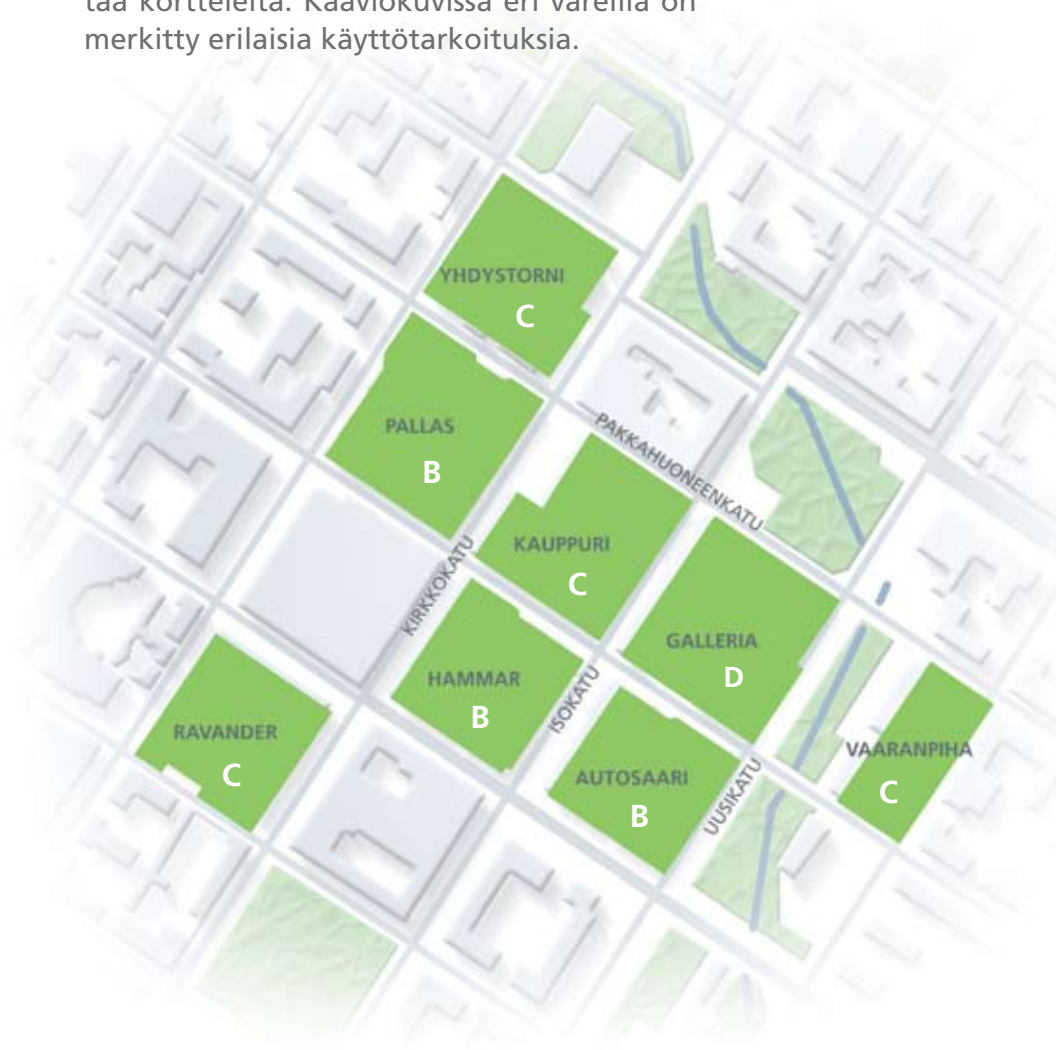 taa kortteleita. Kaaviokuvissa eri väreillä on
merkitty erilaisia käyttötarkoituksia.
YHDYSTORNI
C
PALLAS
B
PAKKAHUONEENKATU
KAUPPURI
C
KIRKKOKATU
GALLERIA
D
HAMMAR
B
ISOKATU
RAVANDER
C
AUTOSAARI
B
UUSIKATU
VAARANPIHA
C